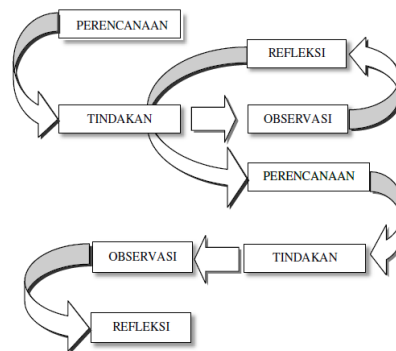 PERENCANAAN
REFLEKSI
TINDAKAN
OBSERVASI
PERENCANAAN
OBSERVASI
TINDAKAN
REFLEKSI